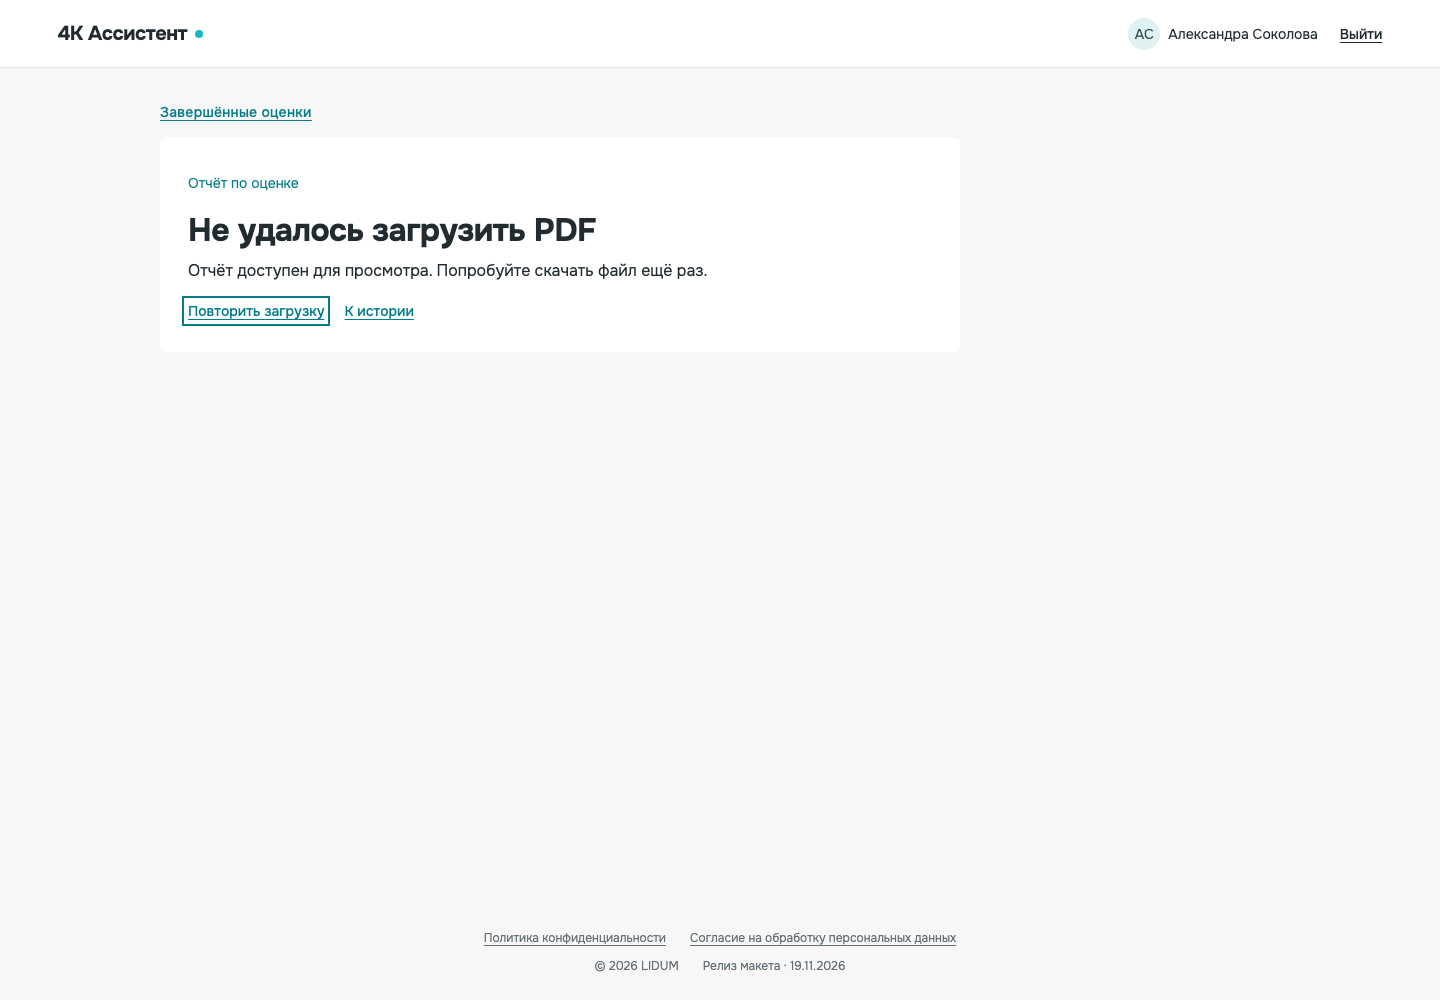 4K Ассистент
АС Александра Соколова Выйти
Завершённые оценки
Отчёт по оценке
Не удалось загрузить PDF
Отчёт доступен для просмотра. Попробуйте скачать файл ещё раз.
Повторить загрузку К истории
Политика конфиденциальности Согласие на обработку персональных данных
© 2026 LIDUM Релиз макета · 19.11.2026